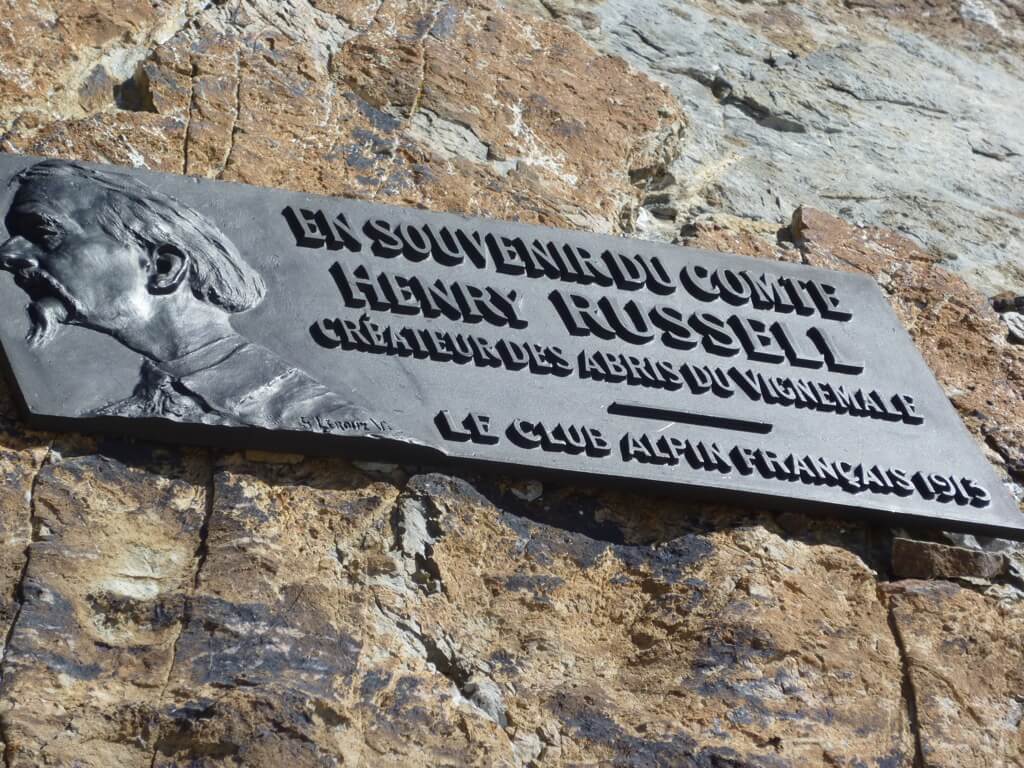 EN SOUVENIR DU COMTE
HENRY RUSSELL
CRÉATEUR DES ABRIS DU VIGNEMALE
LE CLUB ALPIN FRANÇAIS 1913